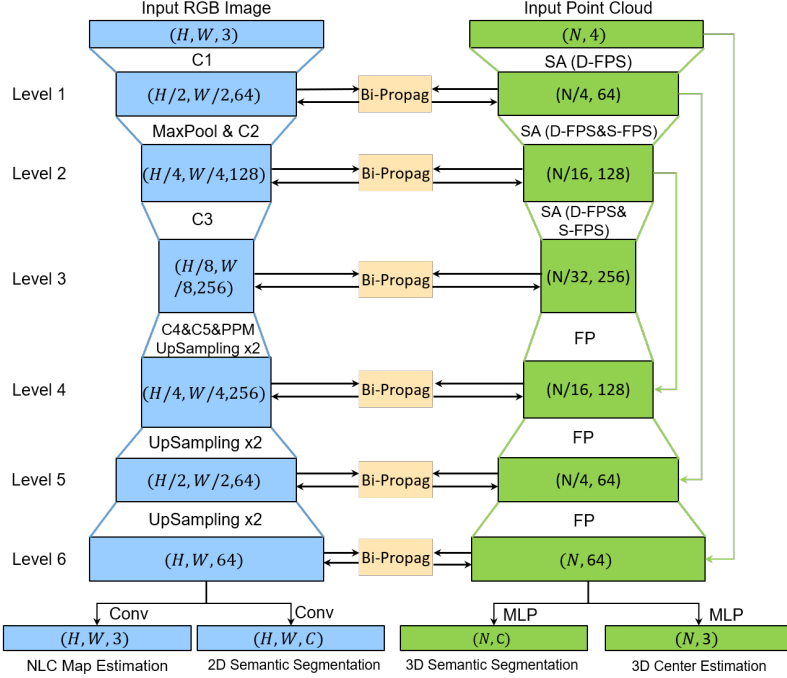 Input RGB Image
Input Point Cloud
(H, W, 3)
(N, 4)
C1
SA (D-FPS)
Level 1
(H/2, W/2,64)
Bi-Propag
(N/4, 64)
MaxPool & C2
SA (D-FPS&S-FPS)
Level 2
(H/4, W/4,128)
Bi-Propag
(N/16, 128)
C3
SA (D-FPS&
S-FPS)
Level 3
(H/8, W
/8,256)
Bi-Propag
(N/32, 256)
C4&C5&PPM
UpSampling x2
FP
Level 4
(H/4, W/4,256)
Bi-Propag
(N/16, 128)
UpSampling x2
FP
Level 5
(H/2, W/2,64)
Bi-Propag
(N/4, 64)
UpSampling x2
FP
Level 6
(H, W, 64)
Bi-Propag
(N, 64)
Conv
Conv
MLP
MLP
(H, W, 3)
(H, W, C)
(N, C)
(N, 3)
NLC Map Estimation
2D Semantic Segmentation
3D Semantic Segmentation
3D Center Estimation